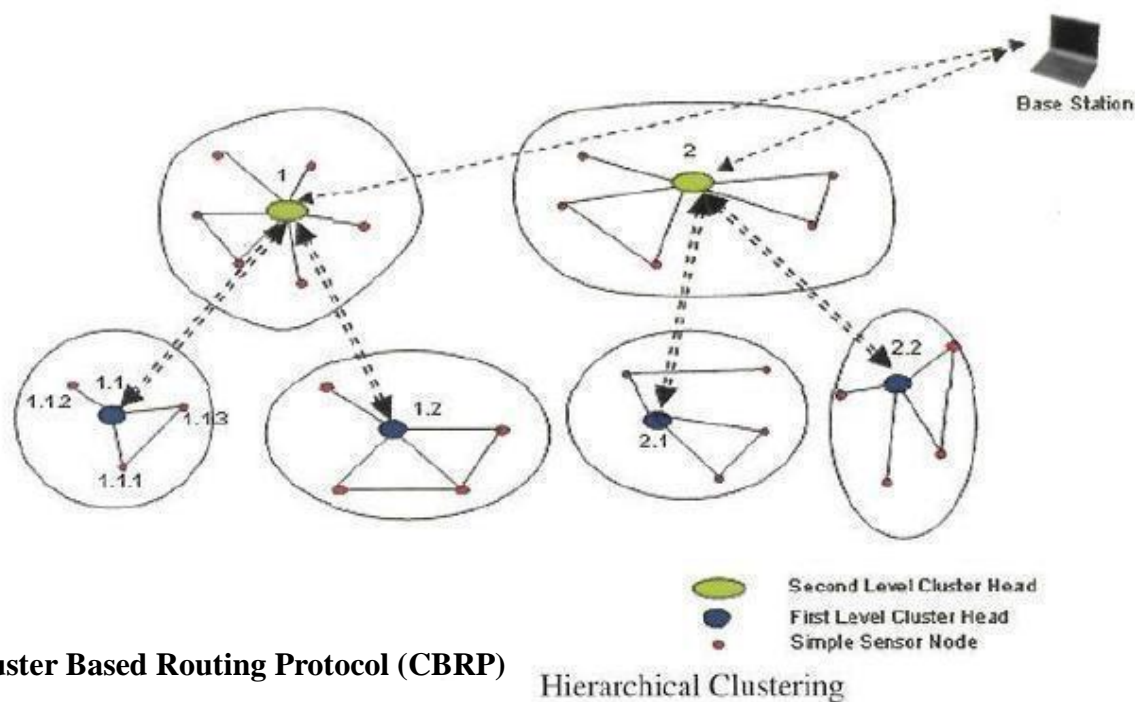 Base Station
1
2
1.1
1.1.2
1.1.3
1.1.1
1.2
2.1
2.2
Second Level Cluster Head
First Level Cluster Head
Simple Sensor Node
uster Based Routing Protocol (CBRP)
Hierarchical Clustering